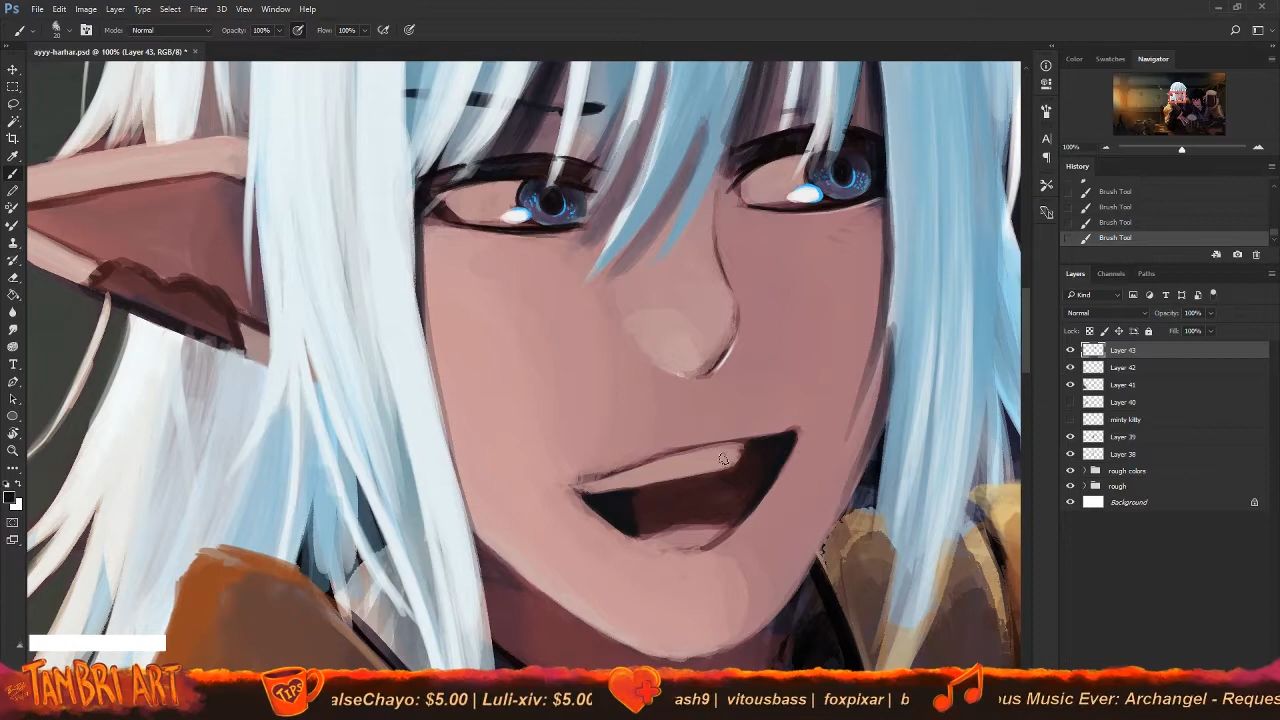 Ps File Edit Image Layer Type Select Filter 3D View Window Help
20 Mode: Normal Opacity: 100% Flow: 100%
ayyy-harhar.psd @ 100% (Layer 43, RGB/8) * ×
Color Swatches Navigator
100%
History
Brush Tool
Brush Tool
Brush Tool
Brush Tool
Layers Channels Paths
Kind
Normal Opacity: 100%
Lock: Fill: 100%
Layer 43
Layer 42
Layer 41
Layer 40
minty kitty
Layer 39
Layer 38
rough colors
rough
Background
TAMBRI ART
TIPS
alseChayo: $5.00 | Luli-xiv: $5.00
ash9 | vitousbass | foxpixar | b
ous Music Ever: Archangel - Reques